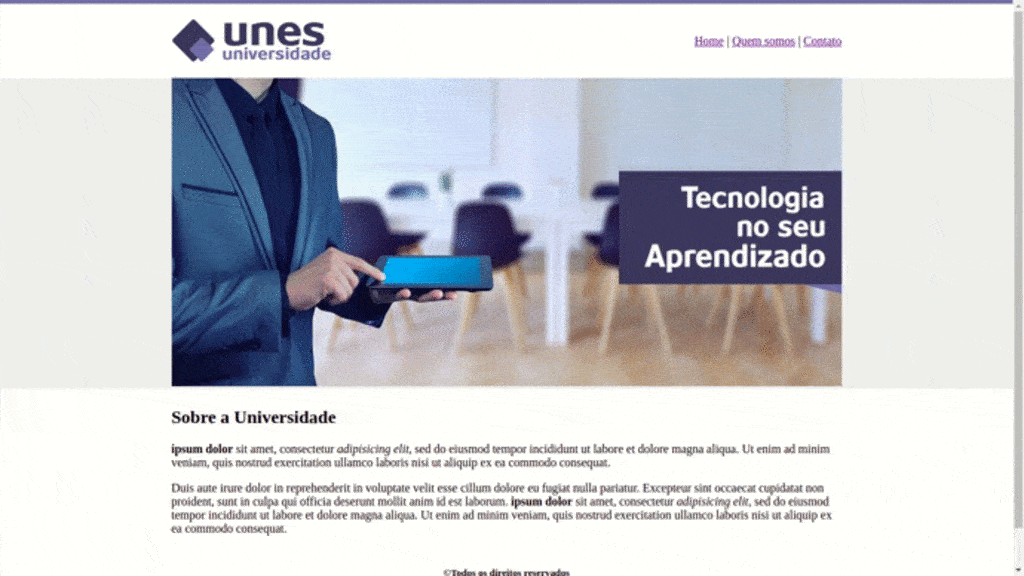 unes
universidade
Home | Quem somos | Contato
Tecnologia
no seu
Aprendizado
Sobre a Universidade
ipsum dolor sit amet, consectetur adipisicing elit, sed do eiusmod tempor incididunt ut labore et dolore magna aliqua. Ut enim ad minim
veniam, quis nostrud exercitation ullamco laboris nisi ut aliquip ex ea commodo consequat.
Duis aute irure dolor in reprehenderit in voluptate velit esse cillum dolore eu fugiat nulla pariatur. Excepteur sint occaecat cupidatat non
proident, sunt in culpa qui officia deserunt mollit anim id est laborum. ipsum dolor sit amet, consectetur adipisicing elit, sed do eiusmod
tempor incididunt ut labore et dolore magna aliqua. Ut enim ad minim veniam, quis nostrud exercitation ullamco laboris nisi ut aliquip ex
ea commodo consequat.
©Todos os direitos reservados